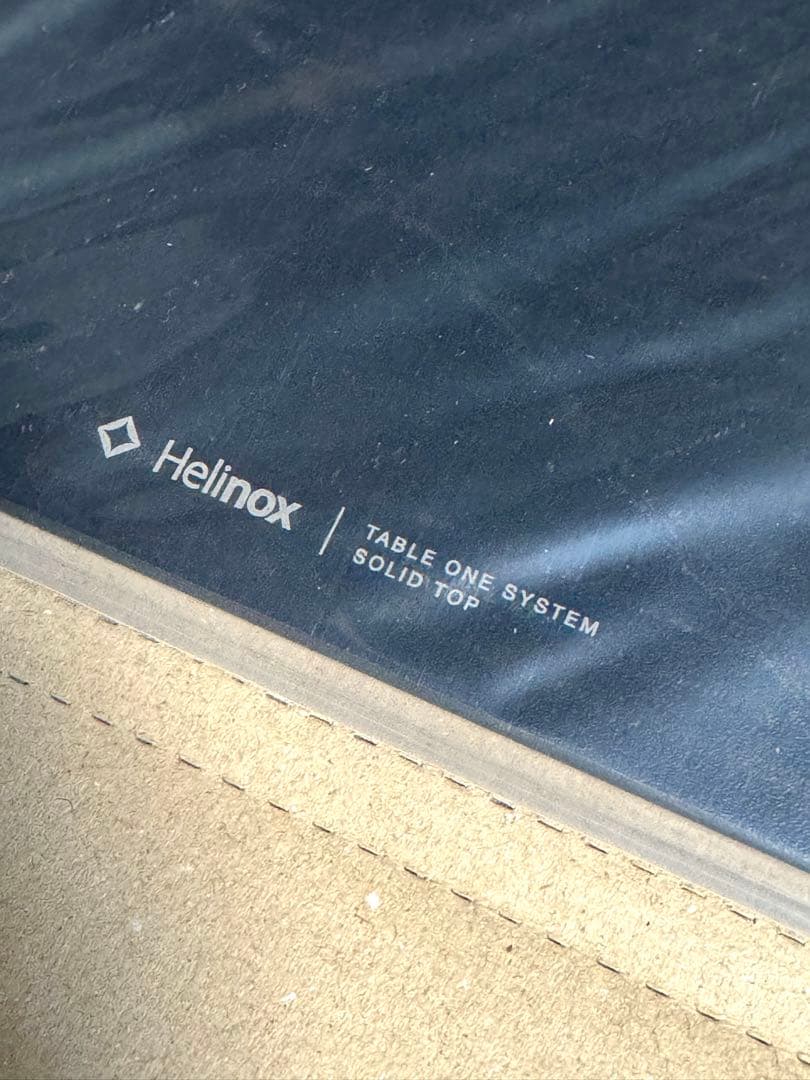 Helinox
TABLE ONE SYSTEM
SOLID TOP